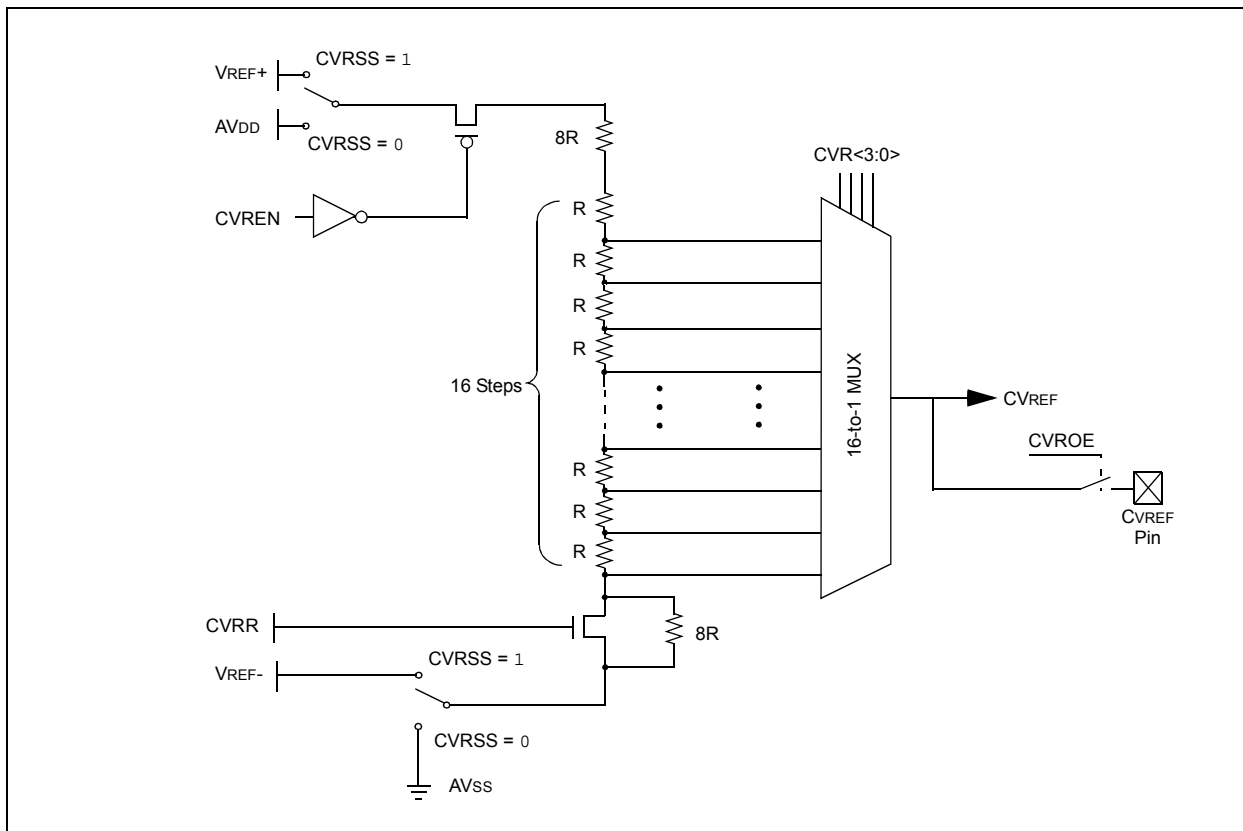 CVRSS = 1
VREF+
AVDD
CVRSS = 0
8R
CVR<3:0>
CVREN
R
R
R
R
16 Steps
16-to-1 MUX
CVREF
CVROE
R
R
R
CVREF
Pin
CVRR
8R
CVRSS = 1
VREF-
CVRSS = 0
AVSS